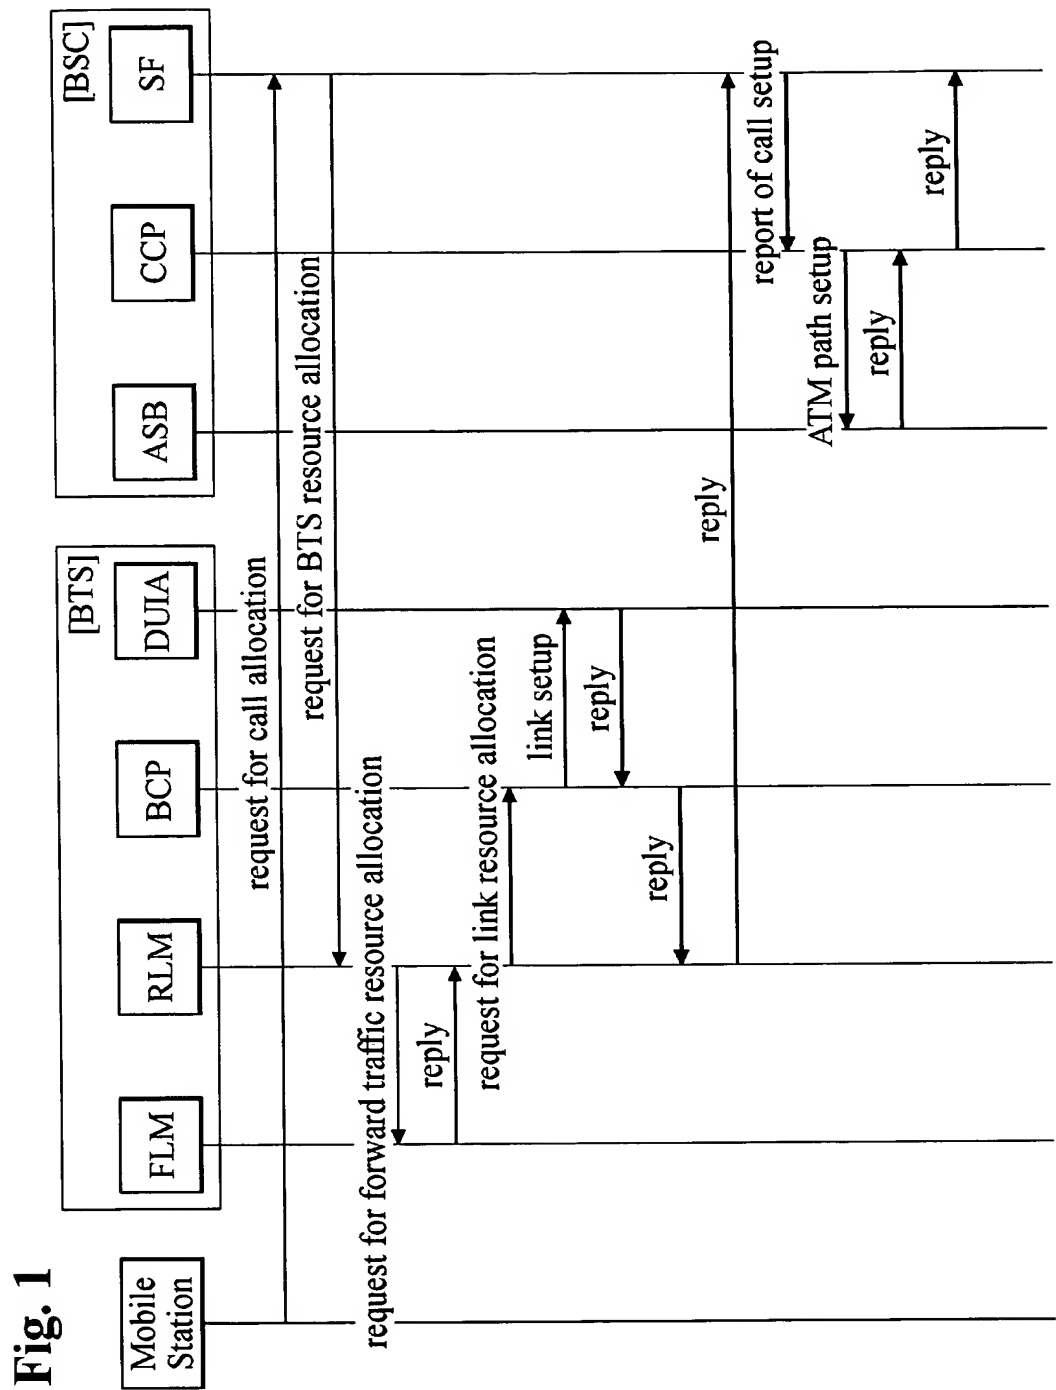 Fig. 1
[BTS]
[BSC]
Mobile
Station
FLM
RLM
BCP
DUIA
ASB
CCP
SF
request for call allocation
request for BTS resource allocation
request for forward traffic resource allocation
reply
request for link resource allocation
link setup
reply
reply
reply
report of call setup
ATM path setup
reply
reply